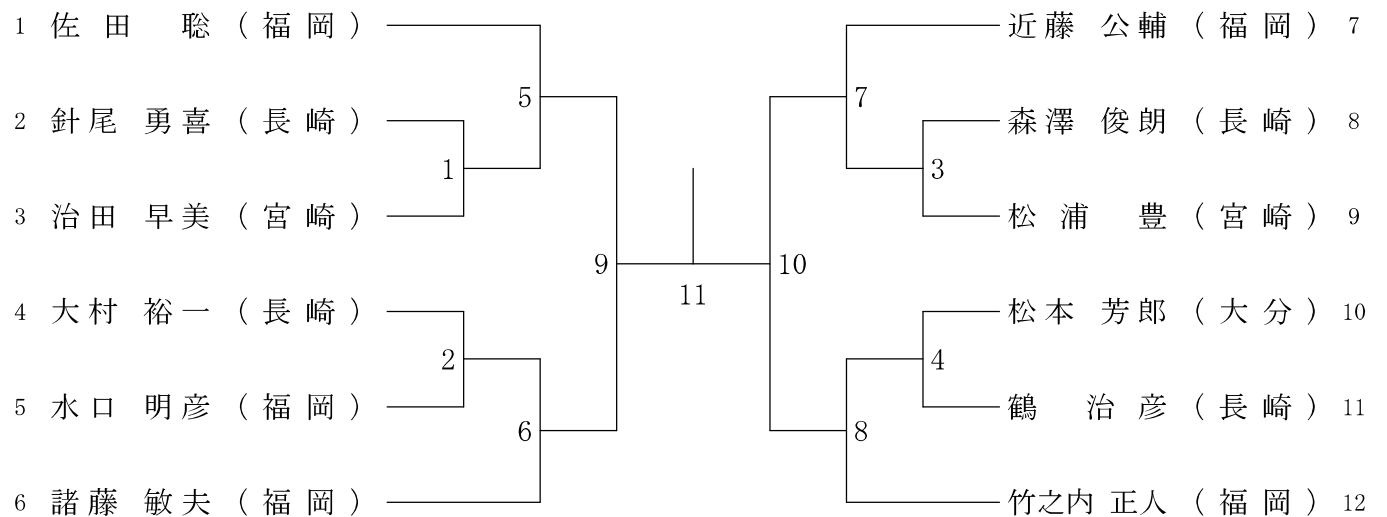 1 佐田 聡（福岡）
2 針尾 勇喜（長崎）
3 治田 早美（宮崎）
4 大村 裕一（長崎）
5 水口 明彦（福岡）
6 諸藤 敏夫（福岡）
5
1
2
6
9
11
10
7
3
4
8
近藤 公輔（福岡） 7
森澤 俊朗（長崎） 8
松浦 豊（宮崎） 9
松本 芳郎（大分） 10
鶴 治彦（長崎） 11
竹之内 正人（福岡） 12